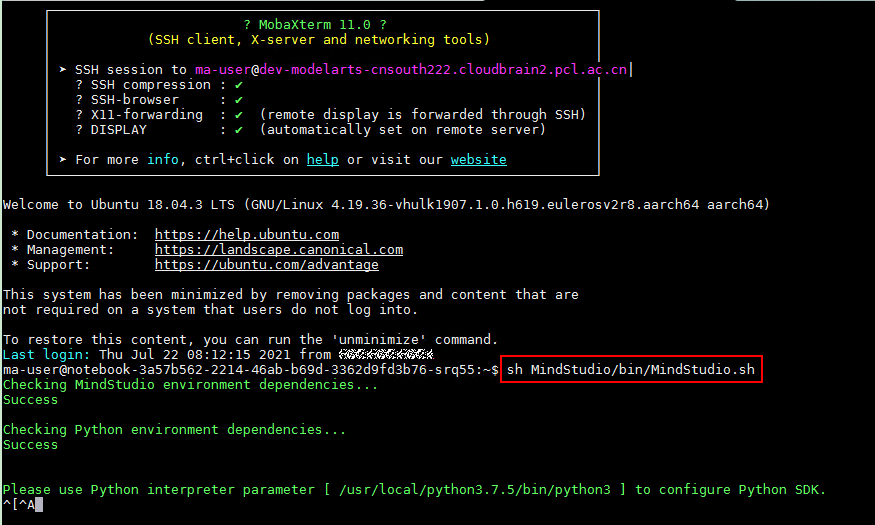 ? MobaXterm 11.0 ?
(SSH client, X-server and networking tools)
➤ SSH session to ma-user@dev-modelarts-cnsouth222.cloudbrain2.pcl.ac.cn
? SSH compression : ✔
? SSH-browser     : ✔
? X11-forwarding  : ✔  (remote display is forwarded through SSH)
? DISPLAY         : ✔  (automatically set on remote server)
➤ For more info, ctrl+click on help or visit our website
Welcome to Ubuntu 18.04.3 LTS (GNU/Linux 4.19.36-vhulk1907.1.0.h619.eulerosv2r8.aarch64 aarch64)
* Documentation:  https://help.ubuntu.com
* Management:     https://landscape.canonical.com
* Support:        https://ubuntu.com/advantage
This system has been minimized by removing packages and content that are
not required on a system that users do not log into.
To restore this content, you can run the 'unminimize' command.
Last login: Thu Jul 22 08:12:15 2021 from
ma-user@notebook-3a57b562-2214-46ab-b69d-3362d9fd3b76-srq55:~$ sh MindStudio/bin/MindStudio.sh
Checking MindStudio environment dependencies...
Success
Checking Python environment dependencies...
Success
Please use Python interpreter parameter [ /usr/local/python3.7.5/bin/python3 ] to configure Python SDK.
^[^A